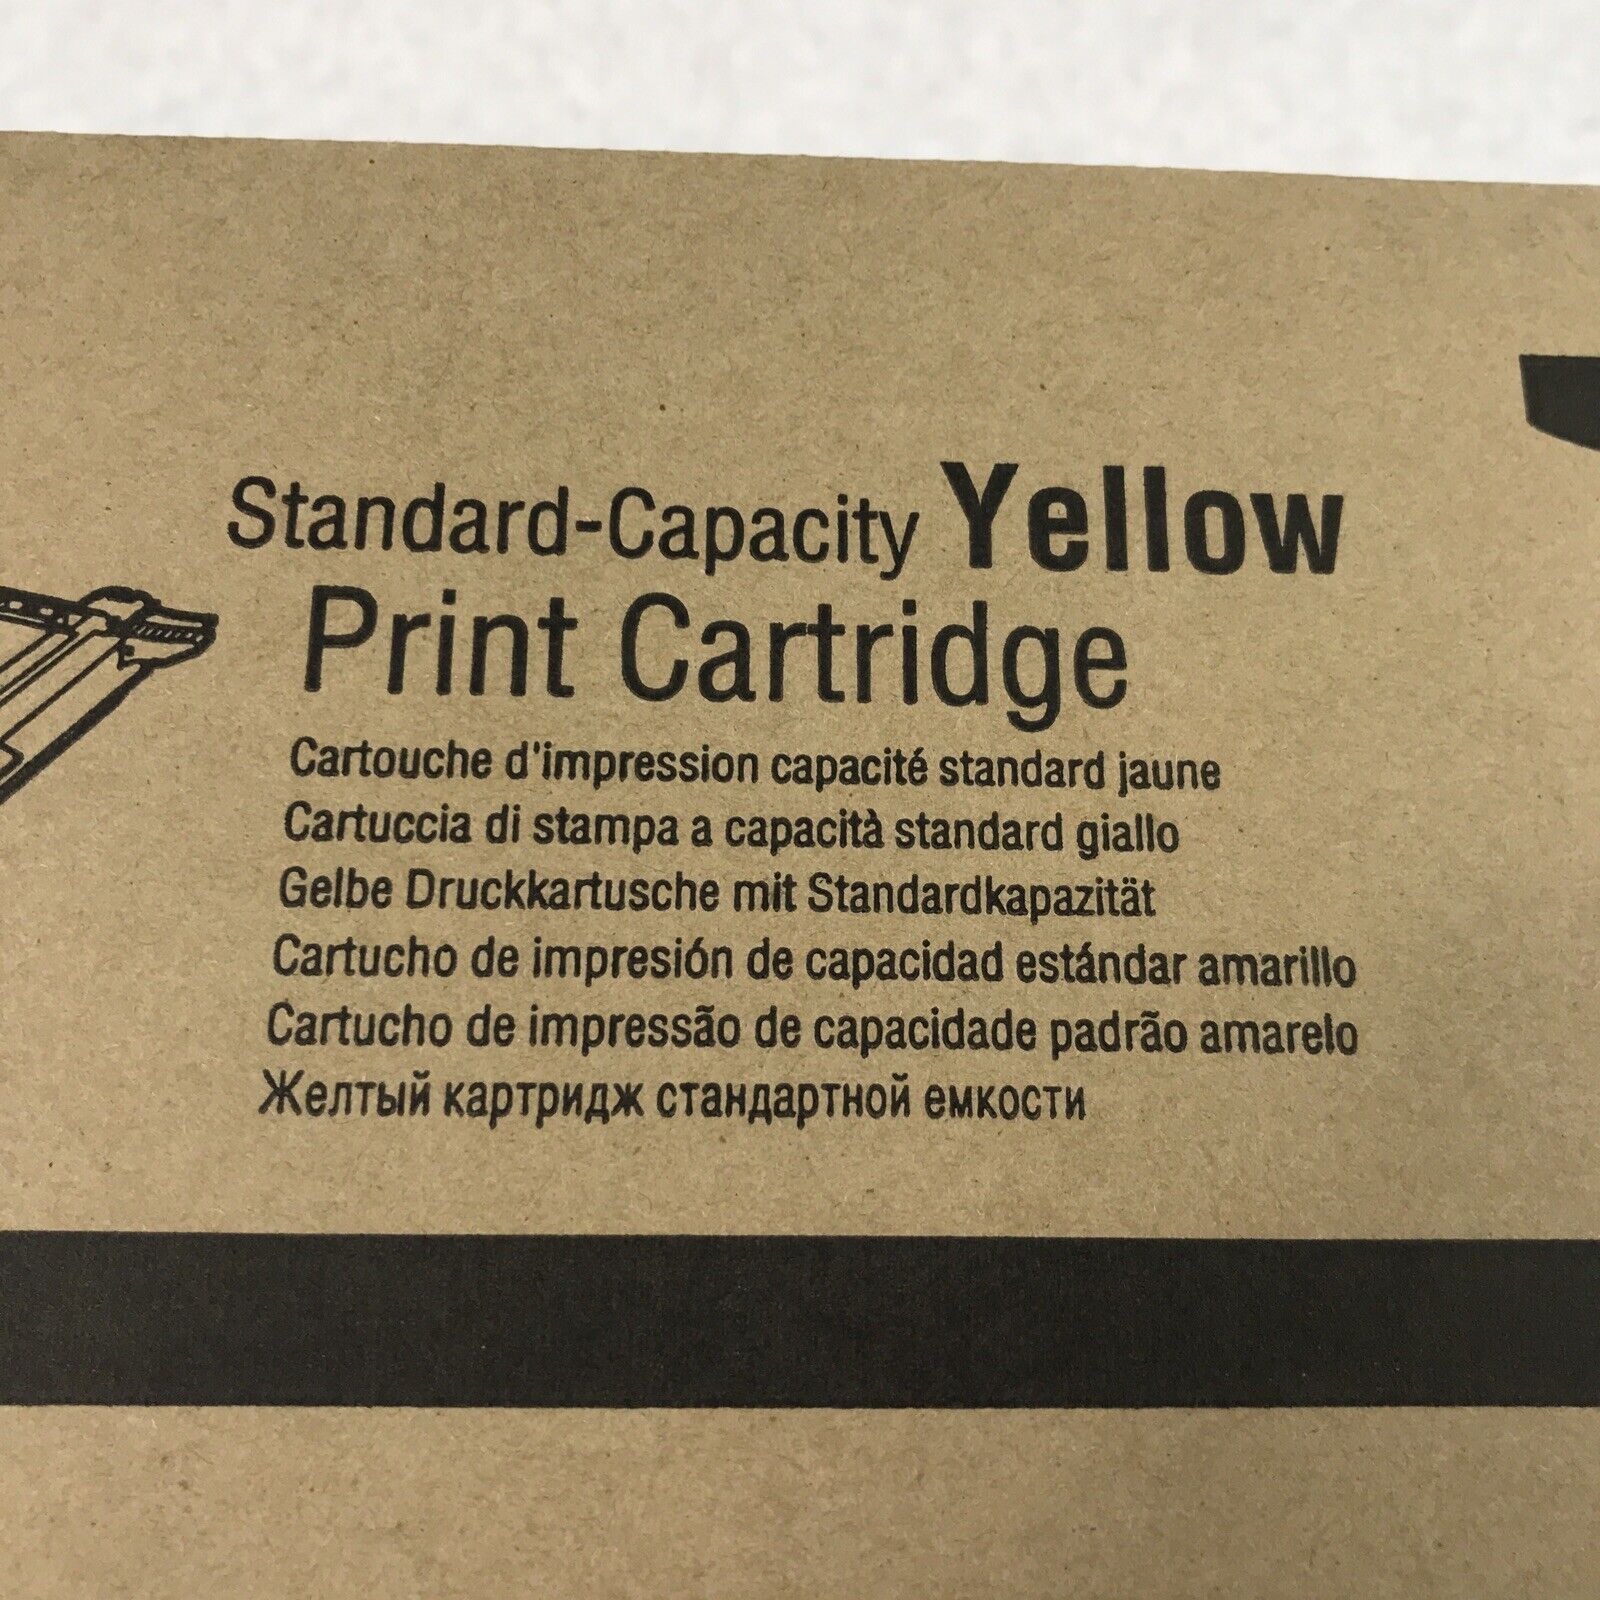 Standard-Capacity Yellow
Print Cartridge
Cartouche d'impression capacité standard jaune
Cartuccia di stampa a capacità standard giallo
Gelbe Druckkartusche mit Standardkapazität
Cartucho de impresión de capacidad estándar amarillo
Cartucho de impressão de capacidade padrão amarelo
Желтый картридж стандартной емкости